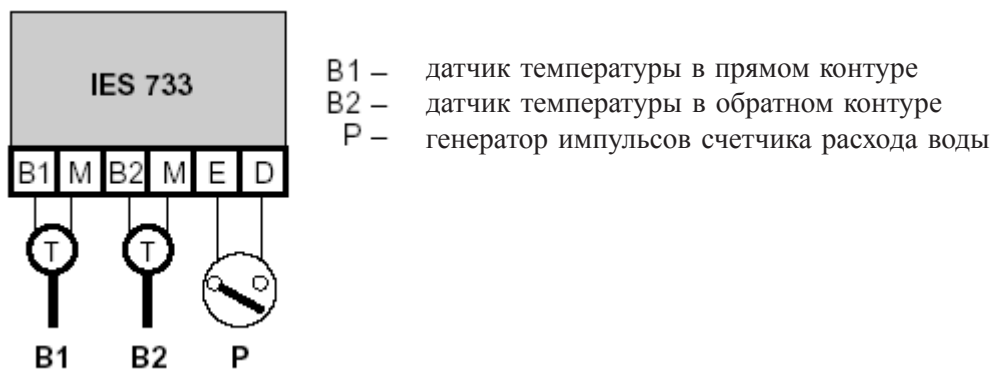 IES 733
B1 M B2 M E D
T T
B1 B2 P
B1 – датчик температуры в прямом контуре
B2 – датчик температуры в обратном контуре
P – генератор импульсов счетчика расхода воды